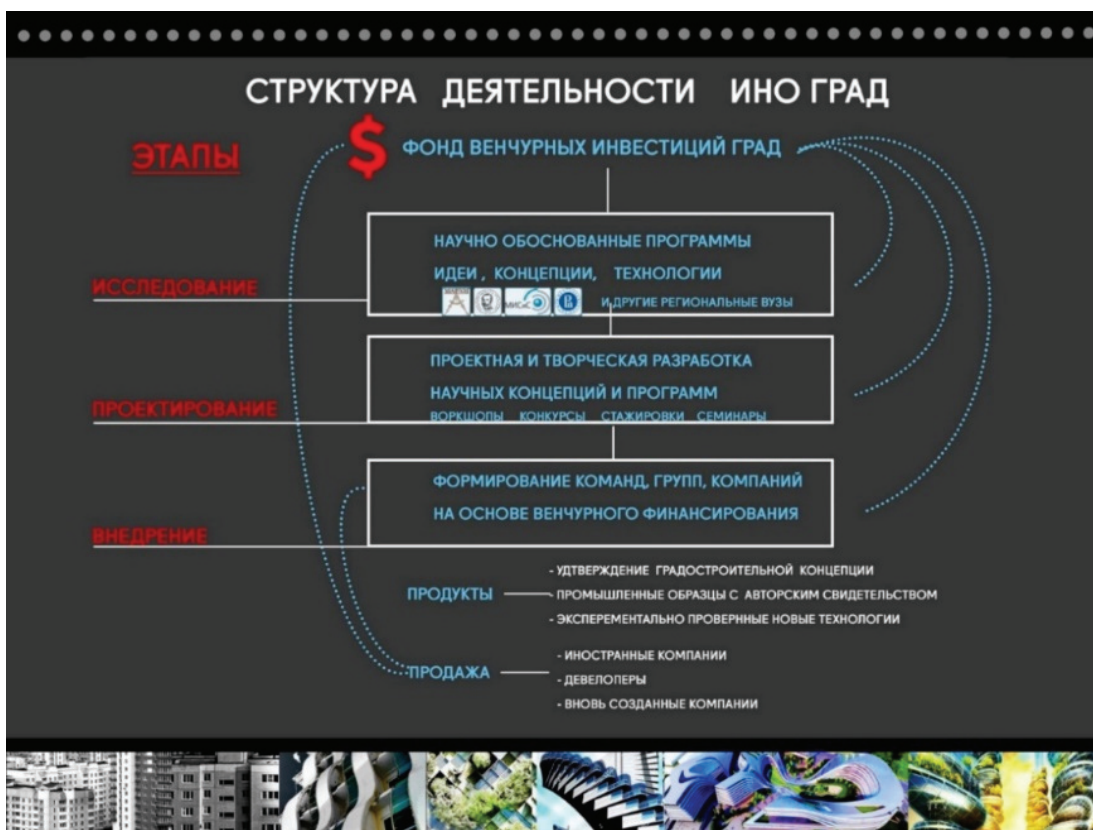 СТРУКТУРА ДЕЯТЕЛЬНОСТИ ИНО ГРАД
ЭТАПЫ
$ ФОНД ВЕНЧУРНЫХ ИНВЕСТИЦИЙ ГРАД
НАУЧНО ОБОСНОВАННЫЕ ПРОГРАММЫ
ИДЕИ , КОНЦЕПЦИИ, ТЕХНОЛОГИИ
ИССЛЕДОВАНИЕ
МИСиС И ДРУГИЕ РЕГИОНАЛЬНЫЕ ВУЗЫ
ПРОЕКТНАЯ И ТВОРЧЕСКАЯ РАЗРАБОТКА
НАУЧНЫХ КОНЦЕПЦИЙ И ПРОГРАММ
ПРОЕКТИРОВАНИЕ
ВОРКШОПЫ КОНКУРСЫ СТАЖИРОВКИ СЕМИНАРЫ
ФОРМИРОВАНИЕ КОМАНД, ГРУПП, КОМПАНИЙ
НА ОСНОВЕ ВЕНЧУРНОГО ФИНАНСИРОВАНИЯ
ВНЕДРЕНИЕ
- УДТВЕРЖДЕНИЕ ГРАДОСТРОИТЕЛЬНОЙ КОНЦЕПЦИИ
ПРОДУКТЫ - ПРОМЫШЛЕННЫЕ ОБРАЗЦЫ С АВТОРСКИМ СВИДЕТЕЛЬСТВОМ
- ЭКСПЕРЕМЕНТАЛЬНО ПРОВЕРННЫЕ НОВЫЕ ТЕХНОЛОГИИ
- ИНОСТРАННЫЕ КОМПАНИИ
ПРОДАЖА - ДЕВЕЛОПЕРЫ
- ВНОВЬ СОЗДАННЫЕ КОМПАНИИ